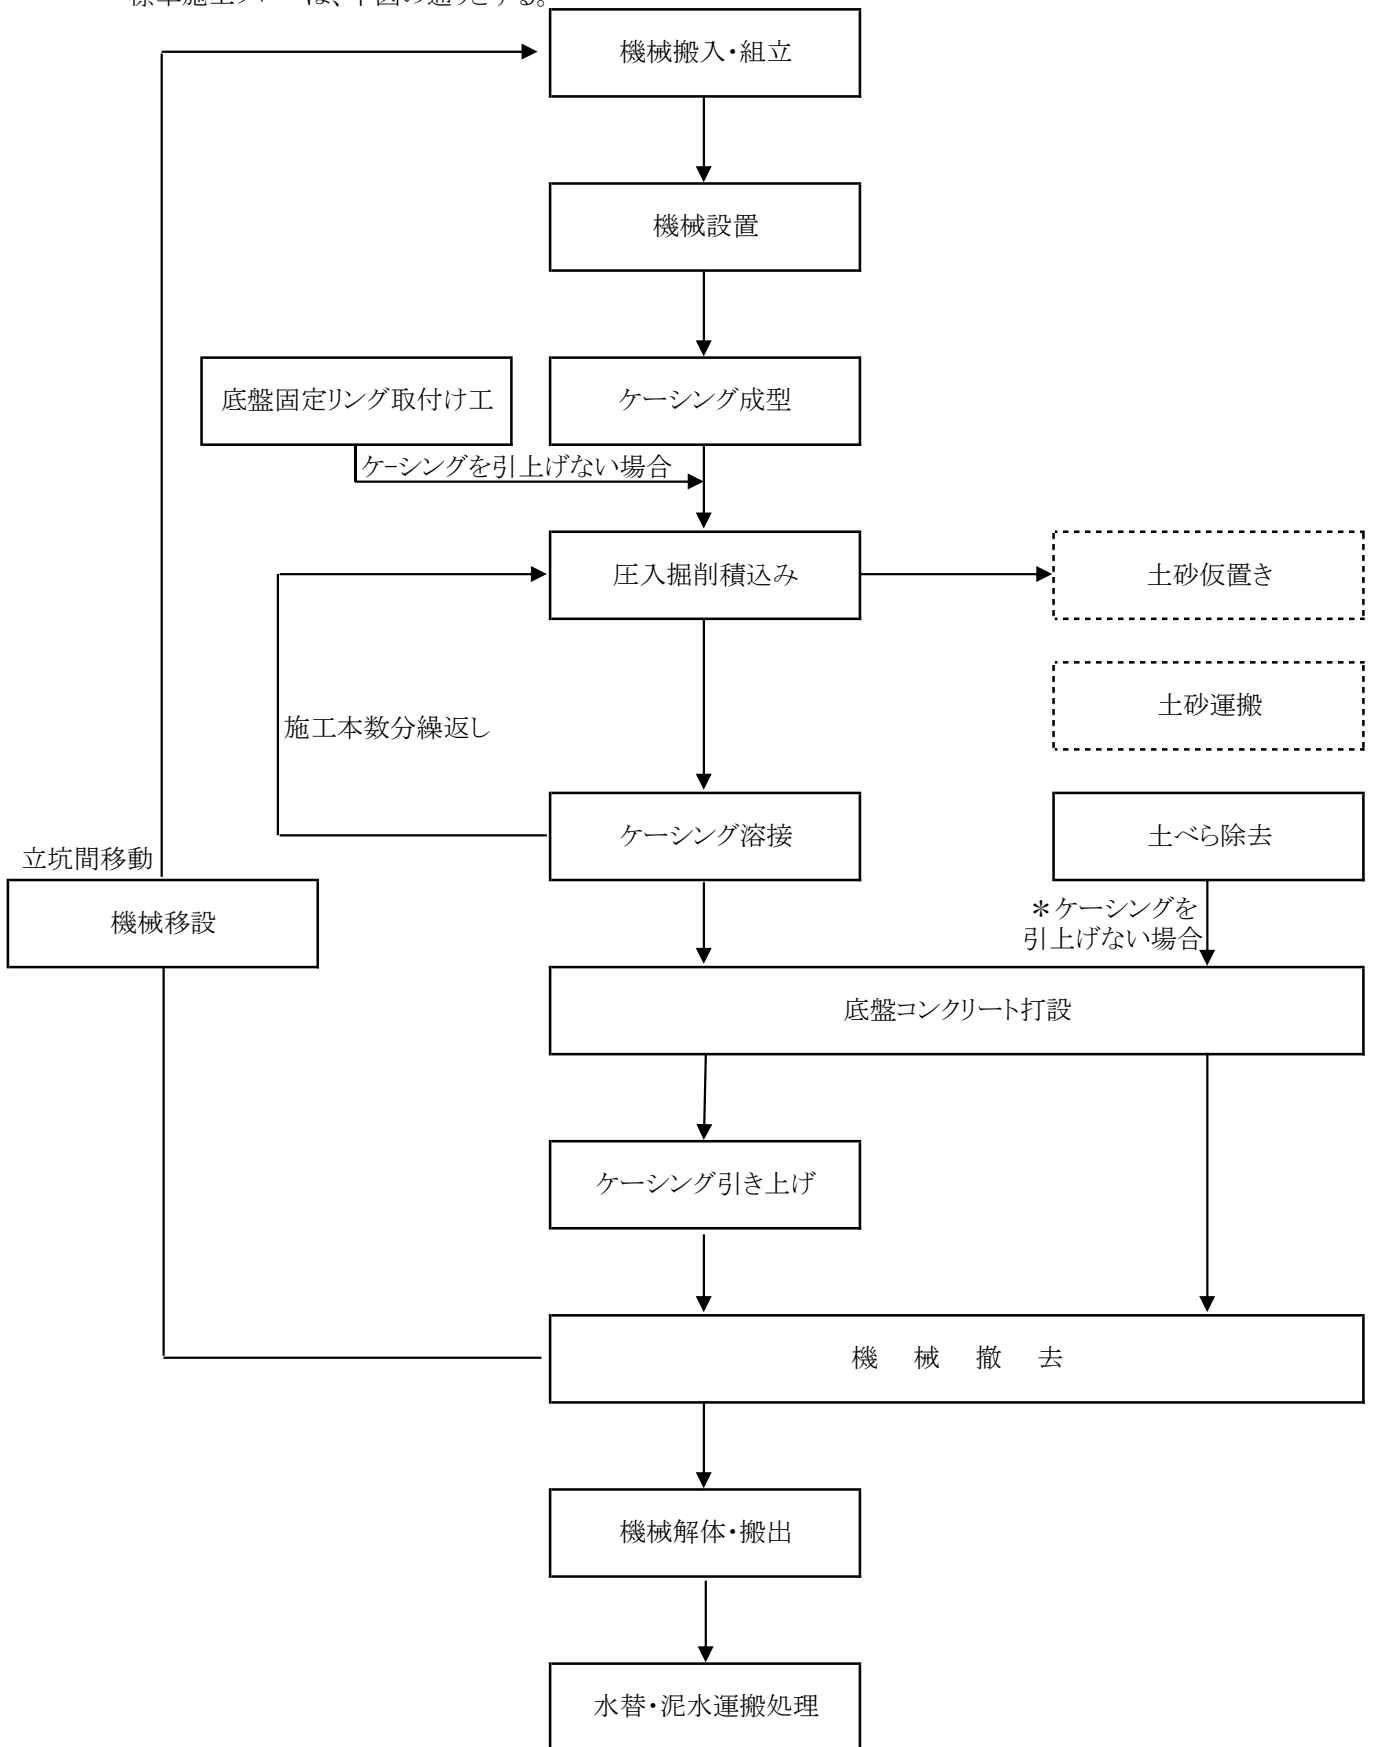 機械搬入・組立
機械設置
底盤固定リング取付け工
ケーシング成型
ケーシングを引上げない場合
圧入掘削積込み
土砂仮置き
土砂運搬
施工本数分繰返し
ケーシング溶接
土べら除去
立坑間移動
機械移設
＊ケーシングを
引上げない場合
底盤コンクリート打設
ケーシング引き上げ
機　械　撤　去
機械解体・搬出
水替・泥水運搬処理